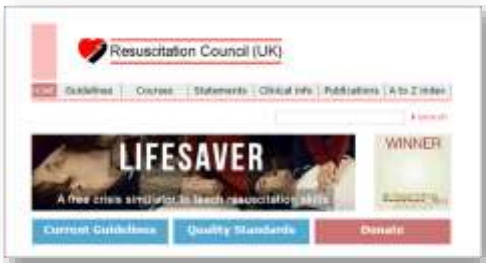 Resuscitation Council (UK)
HOME Guidelines Courses Statements Clinical info Publications A to Z index
search
LIFESAVER
WINNER
A free crisis simulator to teach resuscitation skills
Current Guidelines Quality Standards Donate